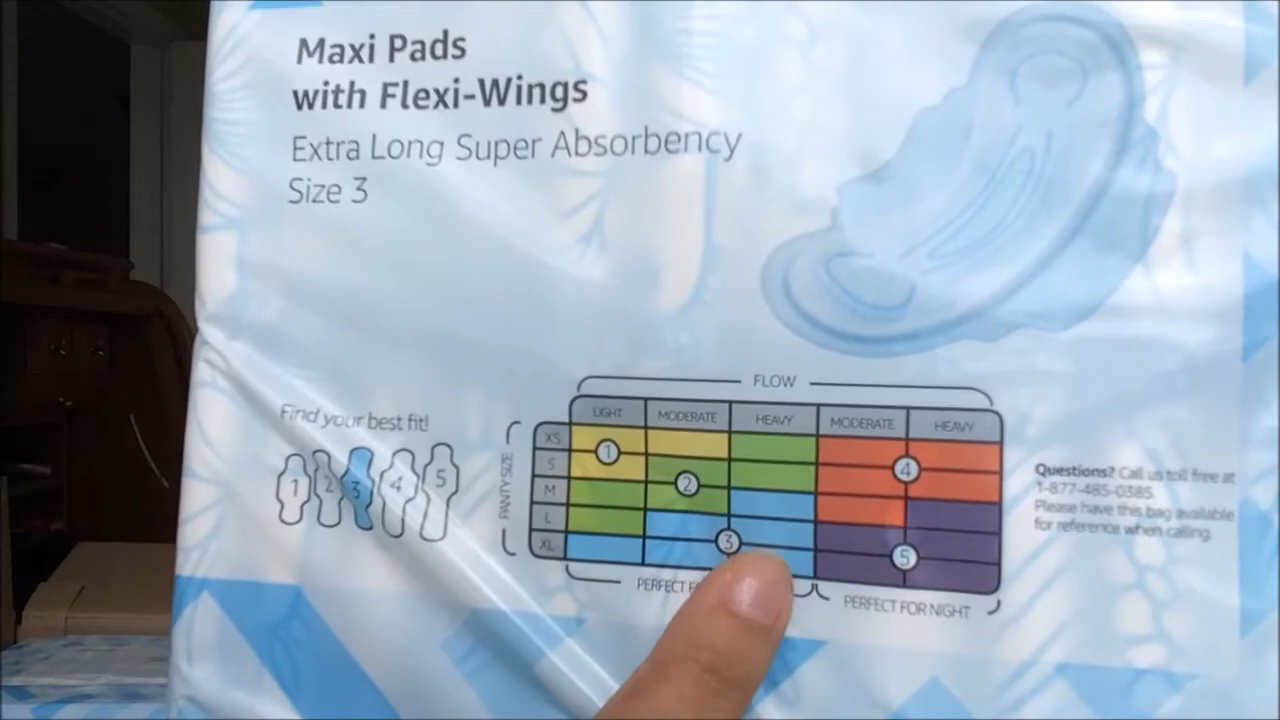 Maxi Pads
with Flexi-Wings
Extra Long Super Absorbency
Size 3
Find your best fit!
1 2 3 4 5
FLOW
LIGHT MODERATE HEAVY MODERATE HEAVY
PANTY SIZE
XS
S
M
L
XL
1
2
3
4
5
PERFECT
PERFECT FOR NIGHT
Questions? Call us toll free at
1-877-485-0385.
Please have this bag available
for reference when calling.